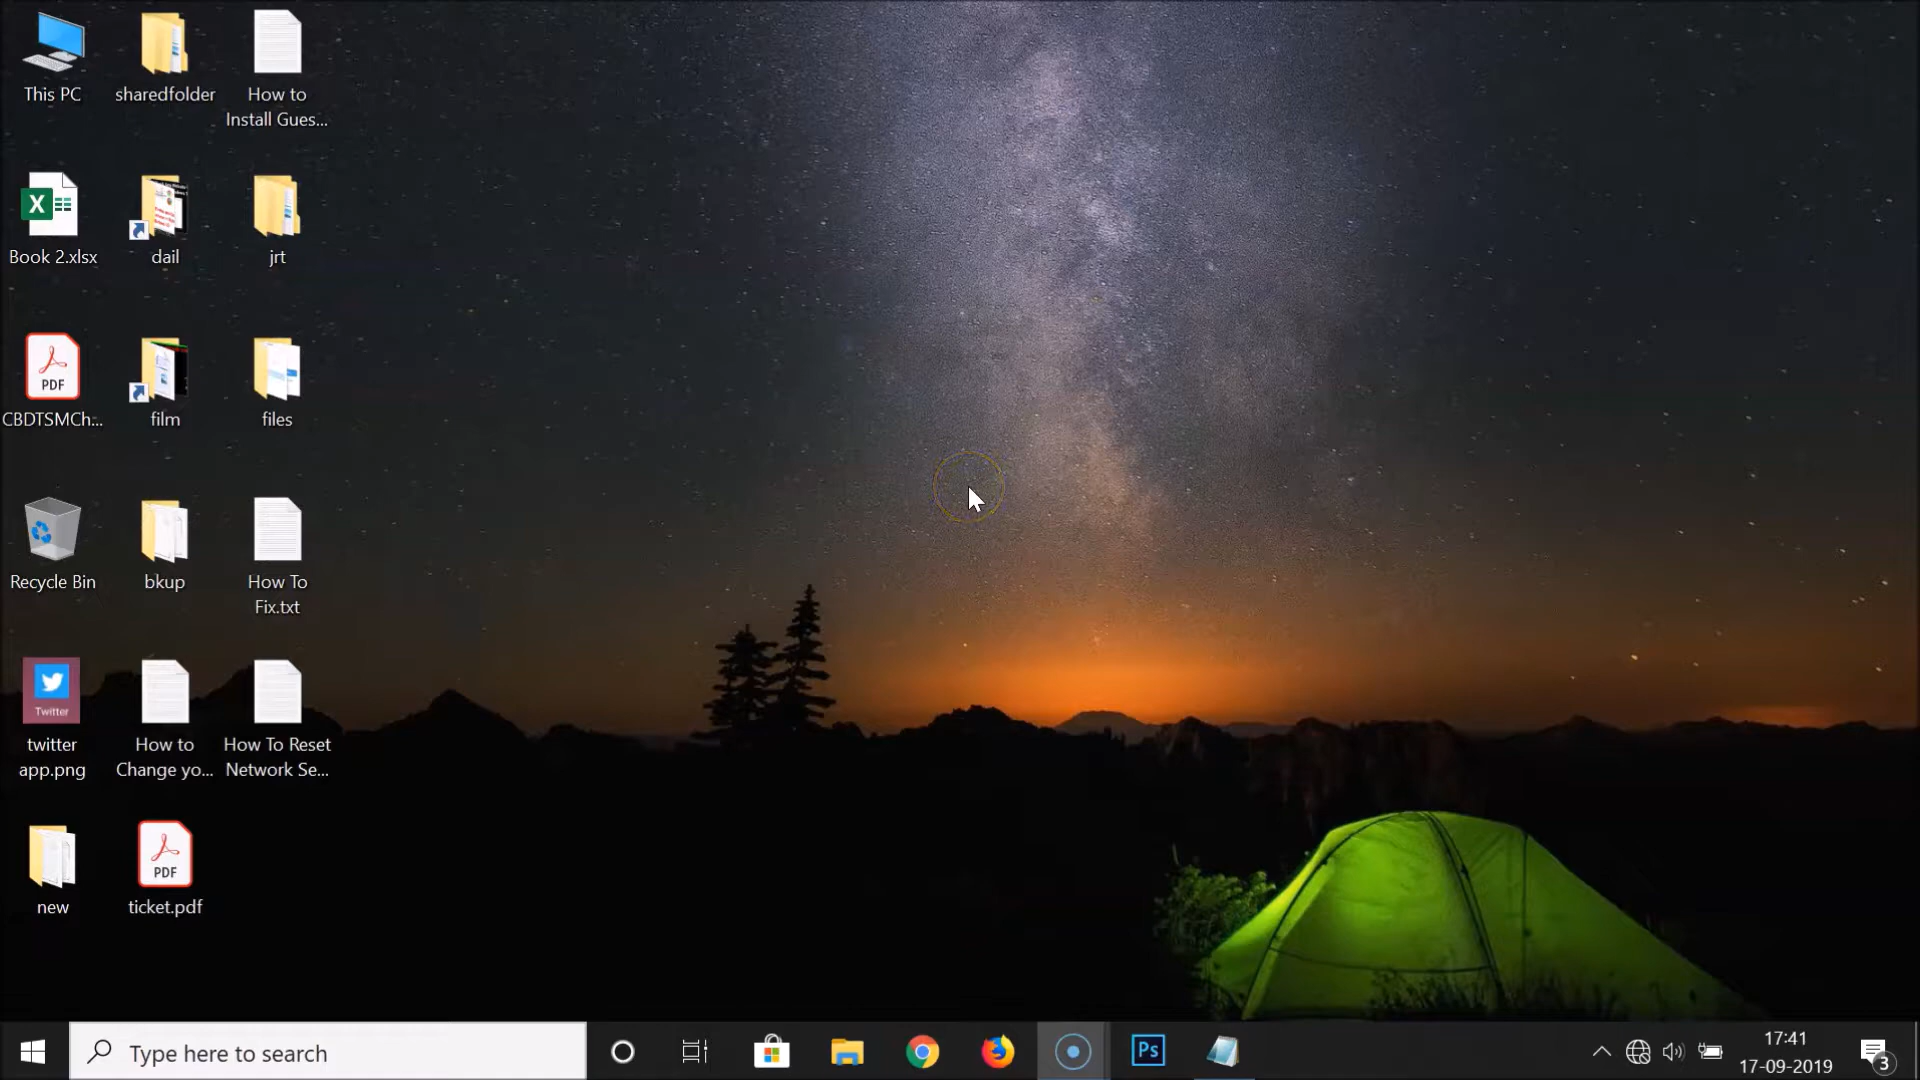 This PC
sharedfolder
How to
Install Gues...
Book 2.xlsx
dail
jrt
PDF
CBDTSMCh...
film
files
Recycle Bin
bkup
How To
Fix.txt
Twitter
twitter
app.png
How to
Change yo...
How To Reset
Network Se...
new
PDF
ticket.pdf
Type here to search
Ps
17:41
17-09-2019
3